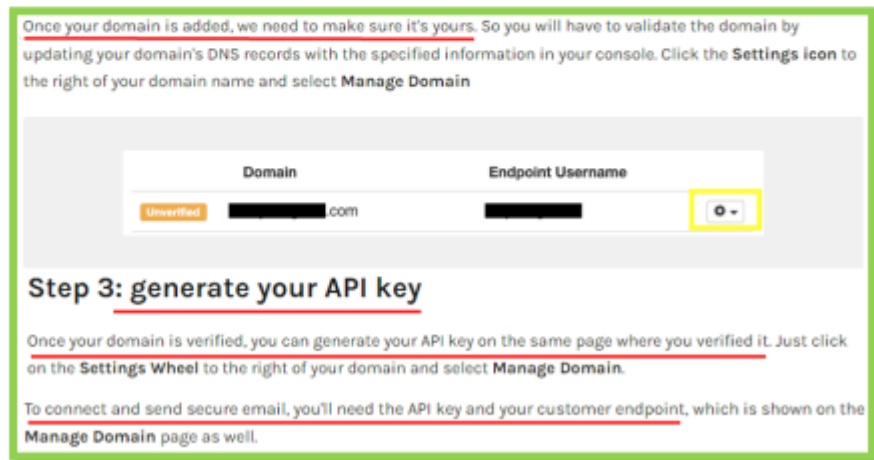 Once your domain is added, we need to make sure it's yours. So you will have to validate the domain by
updating your domain's DNS records with the specified information in your console. Click the Settings icon to
the right of your domain name and select Manage Domain
Domain Endpoint Username
Unverified .com
Step 3: generate your API key
Once your domain is verified, you can generate your API key on the same page where you verified it. Just click
on the Settings Wheel to the right of your domain and select Manage Domain.
To connect and send secure email, you'll need the API key and your customer endpoint, which is shown on the
Manage Domain page as well.